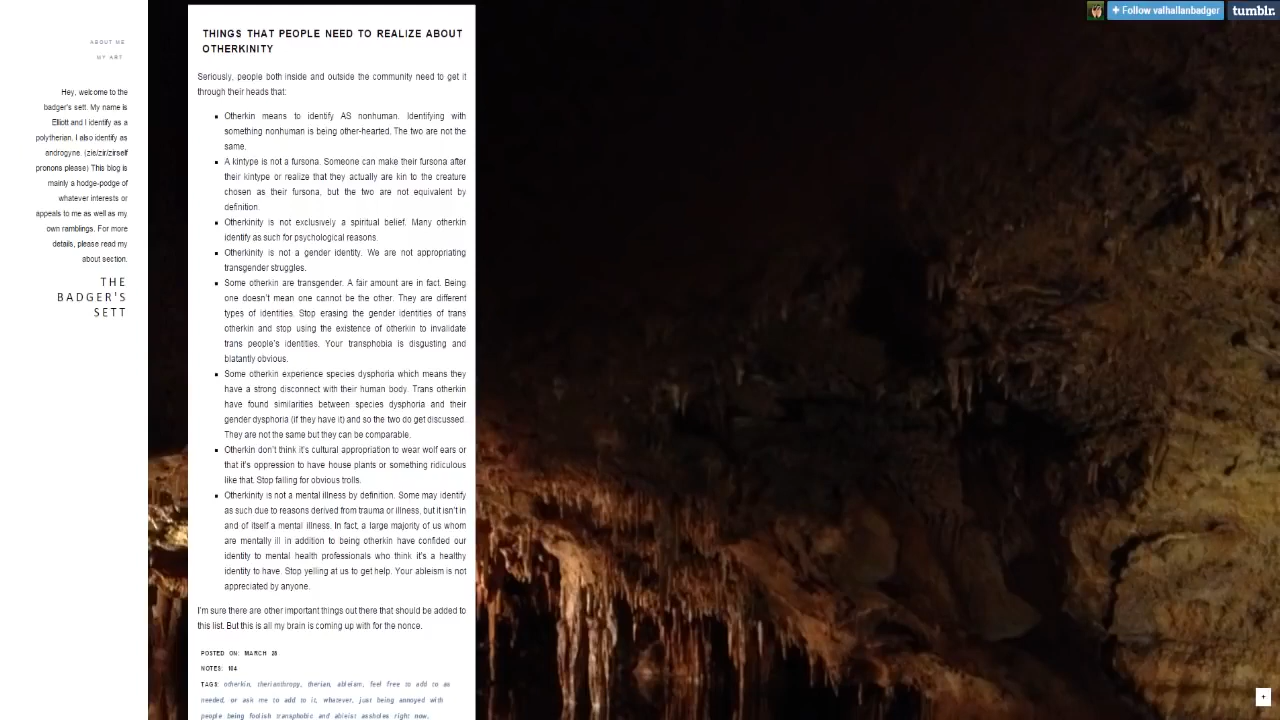 ABOUT ME
MY ART
Hey, welcome to the
badger's sett. My name is
Elliott and I identify as a
polytherian. I also identify as
androgyne. (zie/zir/zirself
pronons please) This blog is
mainly a hodge-podge of
whatever interests or
appeals to me as well as my
own ramblings. For more
details, please read my
about section.
THE
BADGER'S
SETT
THINGS THAT PEOPLE NEED TO REALIZE ABOUT
OTHERKINITY
Seriously, people both inside and outside the community need to get it
through their heads that:
Otherkin means to identify AS nonhuman. Identifying with
something nonhuman is being other-hearted. The two are not the
same.
A kintype is not a fursona. Someone can make their fursona after
their kintype or realize that they actually are kin to the creature
chosen as their fursona, but the two are not equivalent by
definition.
Otherkinity is not exclusively a spiritual belief. Many otherkin
identify as such for psychological reasons.
Otherkinity is not a gender identity. We are not appropriating
transgender struggles.
Some otherkin are transgender. A fair amount are in fact. Being
one doesn't mean one cannot be the other. They are different
types of identities. Stop erasing the gender identities of trans
otherkin and stop using the existence of otherkin to invalidate
trans people's identities. Your transphobia is disgusting and
blatantly obvious.
Some otherkin experience species dysphoria which means they
have a strong disconnect with their human body. Trans otherkin
have found similarities between species dysphoria and their
gender dysphoria (if they have it) and so the two do get discussed.
They are not the same but they can be comparable.
Otherkin don't think it's cultural appropriation to wear wolf ears or
that it's oppression to have house plants or something ridiculous
like that. Stop falling for obvious trolls.
Otherkinity is not a mental illness by definition. Some may identify
as such due to reasons derived from trauma or illness, but it isn't in
and of itself a mental illness. In fact, a large majority of us whom
are mentally ill in addition to being otherkin have confided our
identity to mental health professionals who think it's a healthy
identity to have. Stop yelling at us to get help. Your ableism is not
appreciated by anyone.
I'm sure there are other important things out there that should be added to
this list. But this is all my brain is coming up with for the nonce.
POSTED ON: MARCH 28
NOTES: 104
TAGS: otherkin, therianthropy, therian, ableism, feel free to add to as
needed, or ask me to add to it, whatever, just being annoyed with
people being foolish transphobic and ableist assholes right now,
+ Follow valhallanbadger
tumblr.
+